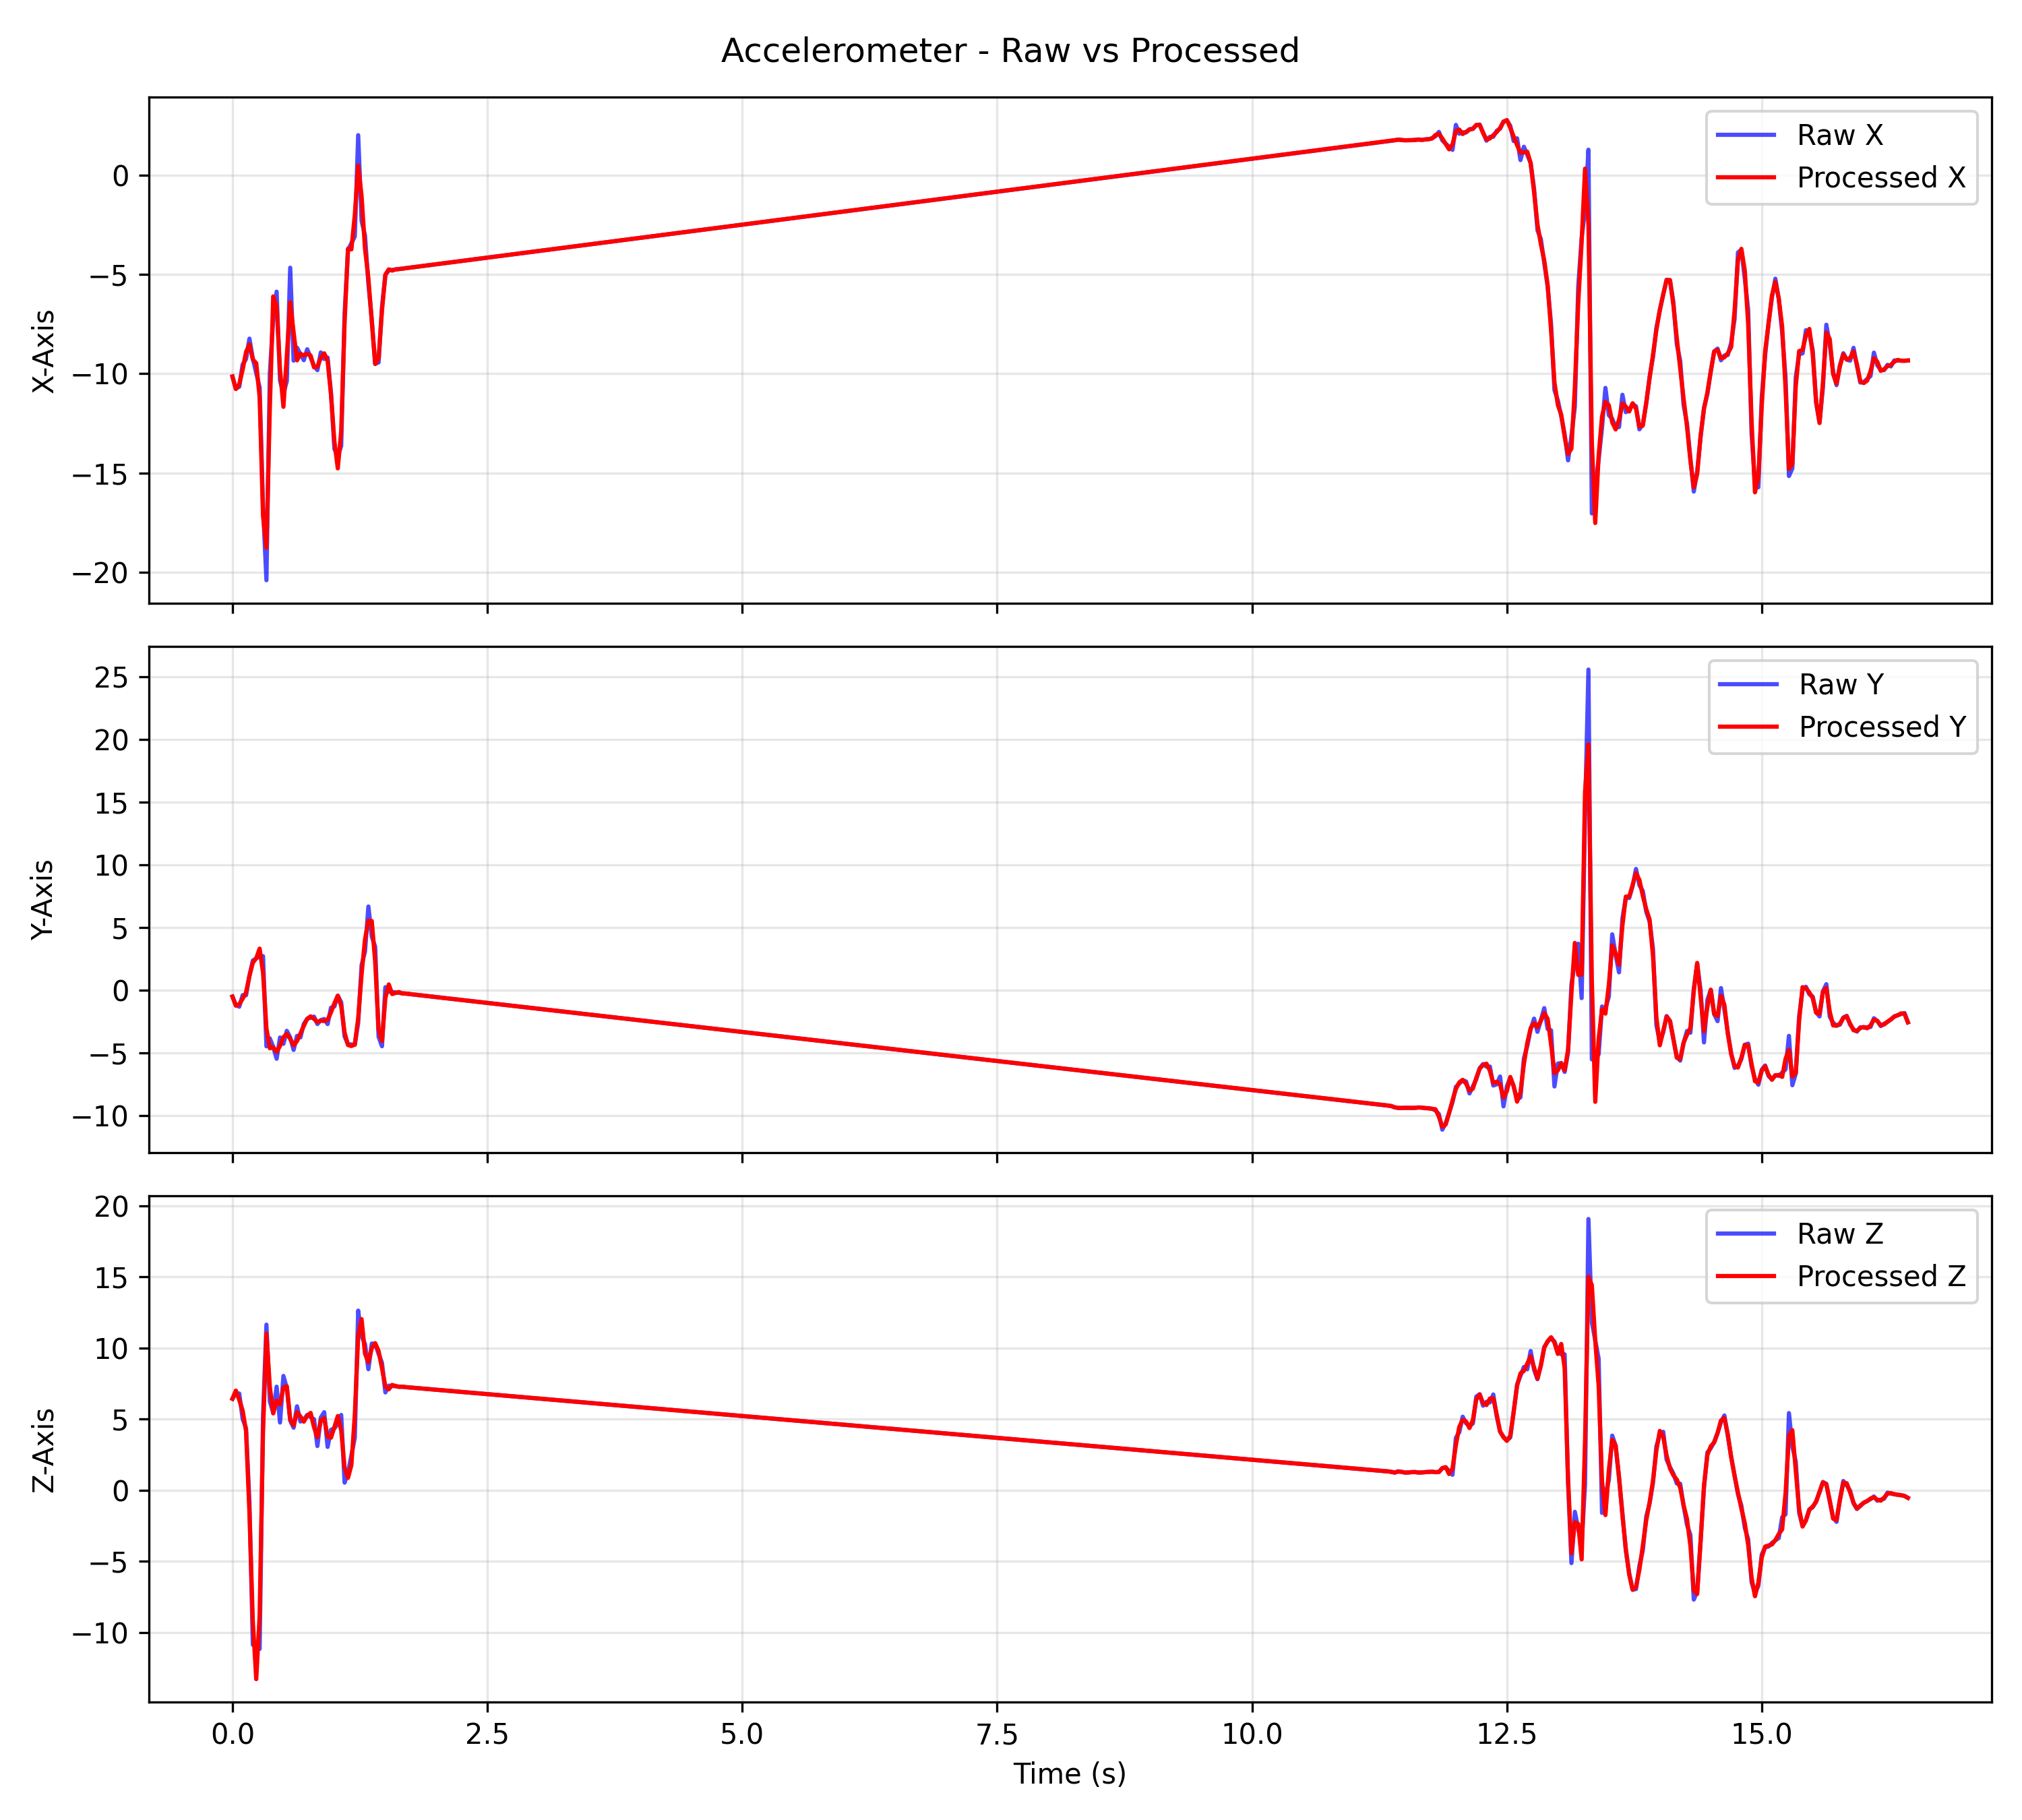 Accelerometer - Raw vs Processed
Raw X
Processed X
0
−5
−10
−15
−20
X-Axis
Raw Y
Processed Y
25
20
15
10
5
0
−5
−10
Y-Axis
Raw Z
Processed Z
20
15
10
5
0
−5
−10
Z-Axis
0.0 2.5 5.0 7.5 10.0 12.5 15.0
Time (s)